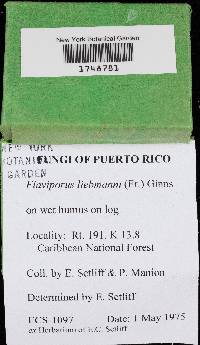 New York Botanical Garden
1748781
NEW YORK
BOTANICAL
GARDEN
FUNGI OF PUERTO RICO
Flaviporus liebmanni (Fr.) Ginns
on wet humus on log
Locality: Rt. 191, K 13.8
Caribbean National Forest
Coll. by E. Setliff & P. Manion
Determined by E. Setliff
ECS-1097 Date: 1 May 1975
ex Herbarium of E.C. Setliff